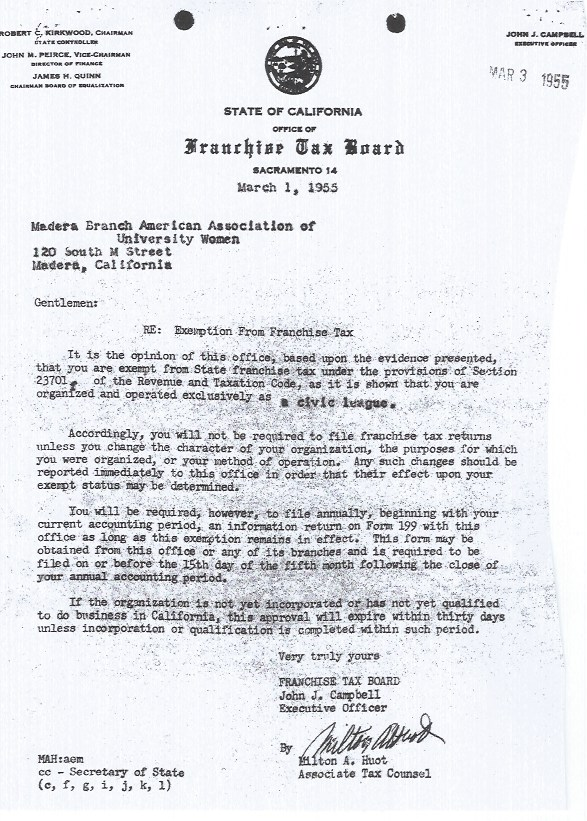 ROBERT C. KIRKWOOD, CHAIRMAN
STATE CONTROLLER
JOHN M. PEIRCE, VICE-CHAIRMAN
DIRECTOR OF FINANCE
JAMES H. QUINN
CHAIRMAN BOARD OF EQUALIZATION
JOHN J. CAMPBELL
EXECUTIVE OFFICER
MAR 3 1955
STATE OF CALIFORNIA
OFFICE OF
Franchise Tax Board
SACRAMENTO 14
March 1, 1955
Madera Branch American Association of
University Women
120 South M Street
Madera, California
Gentlemen:
RE: Exemption From Franchise Tax
It is the opinion of this office, based upon the evidence presented,
that you are exempt from State franchise tax under the provisions of Section
23701 of the Revenue and Taxation Code, as it is shown that you are
organized and operated exclusively as a civic league.
Accordingly, you will not be required to file franchise tax returns
unless you change the character of your organization, the purposes for which
you were organized, or your method of operation. Any such changes should be
reported immediately to this office in order that their effect upon your
exempt status may be determined.
You will be required, however, to file annually, beginning with your
current accounting period, an information return on Form 199 with this
office as long as this exemption remains in effect. This form may be
obtained from this office or any of its branches and is required to be
filed on or before the 15th day of the fifth month following the close of
your annual accounting period.
If the organization is not yet incorporated or has not yet qualified
to do business in California, this approval will expire within thirty days
unless incorporation or qualification is completed within such period.
Very truly yours
FRANCHISE TAX BOARD
John J. Campbell
Executive Officer
By Milton A Huot
Milton A. Huot
Associate Tax Counsel
MAH:aem
cc - Secretary of State
(c, f, g, i, j, k, l)